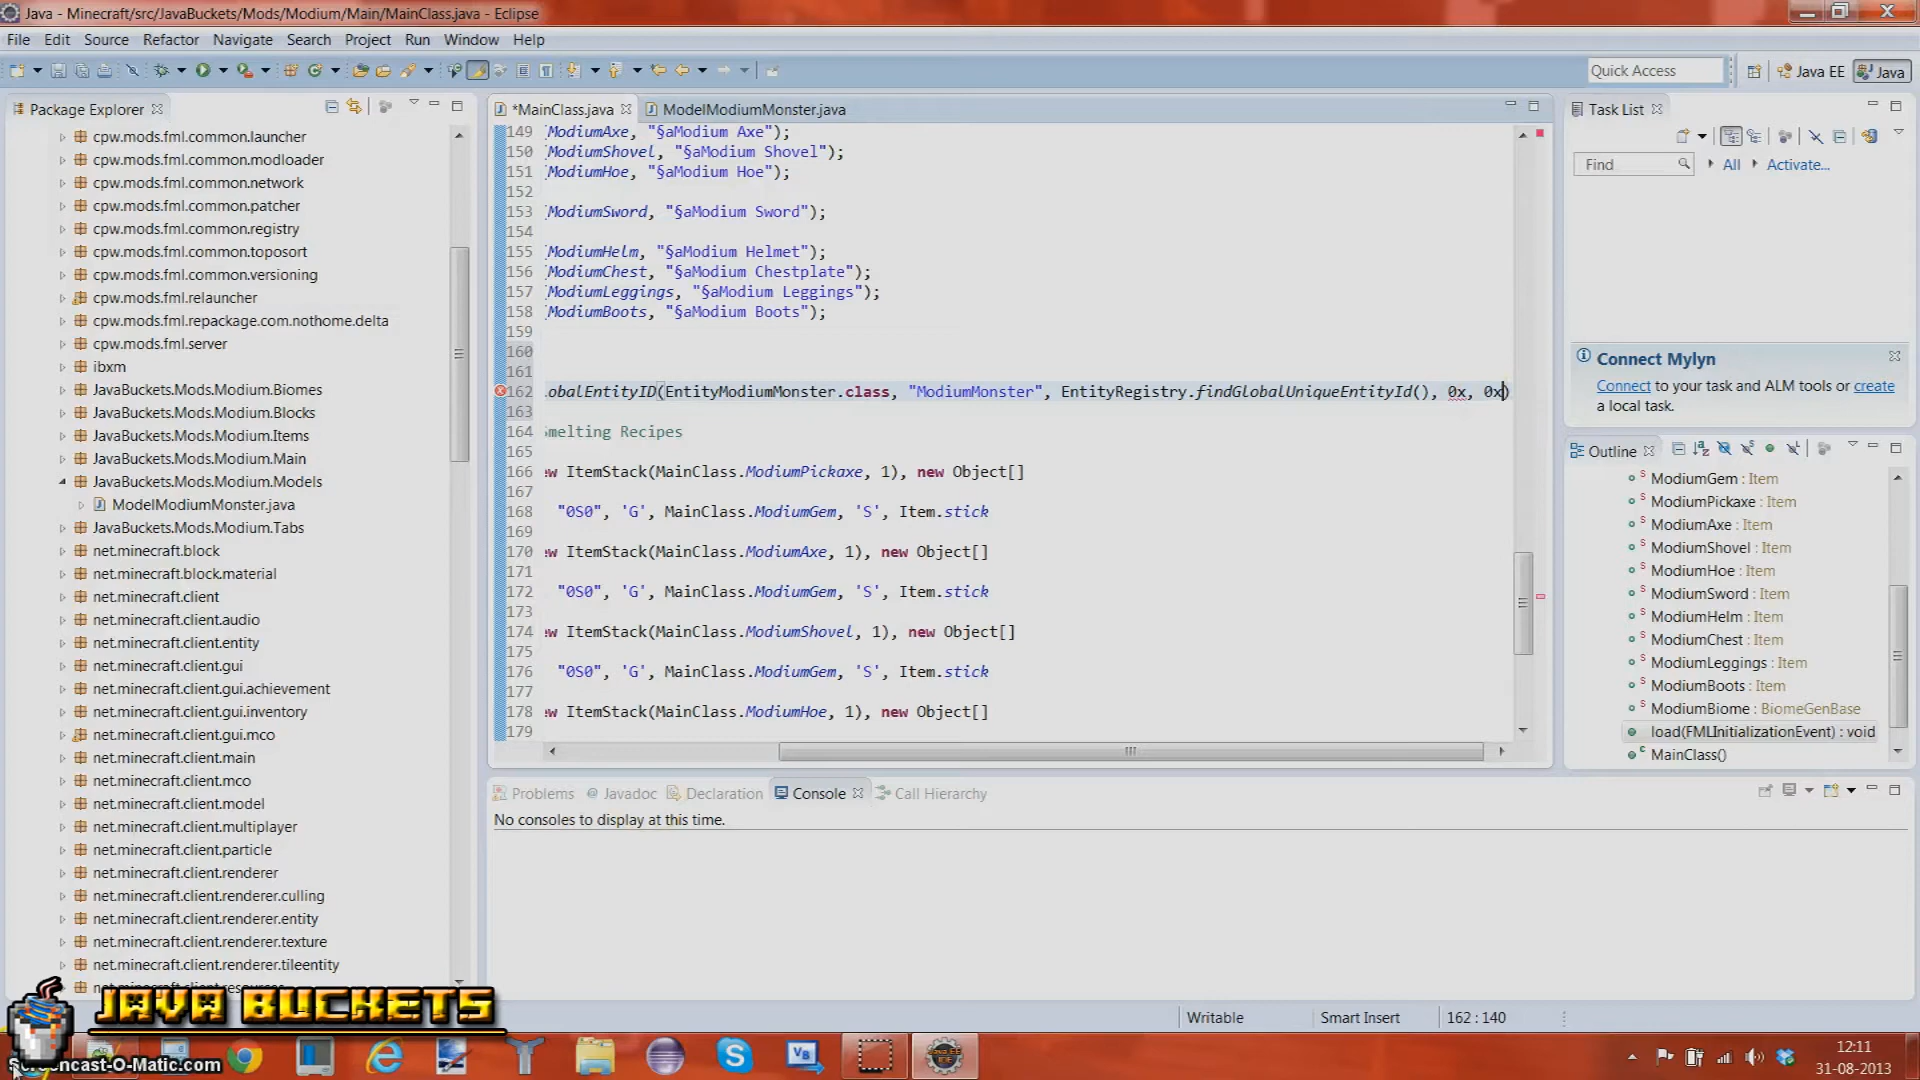 Java - Minecraft/src/JavaBuckets/Mods/Modium/Main/MainClass.java - Eclipse
File Edit Source Refactor Navigate Search Project Run Window Help
Quick Access
Java EE
Java
Package Explorer
cpw.mods.fml.common.launcher
cpw.mods.fml.common.modloader
cpw.mods.fml.common.network
cpw.mods.fml.common.patcher
cpw.mods.fml.common.registry
cpw.mods.fml.common.toposort
cpw.mods.fml.common.versioning
cpw.mods.fml.relauncher
cpw.mods.fml.repackage.com.nothome.delta
cpw.mods.fml.server
ibxm
JavaBuckets.Mods.Modium.Biomes
JavaBuckets.Mods.Modium.Blocks
JavaBuckets.Mods.Modium.Items
JavaBuckets.Mods.Modium.Main
JavaBuckets.Mods.Modium.Models
ModelModiumMonster.java
JavaBuckets.Mods.Modium.Tabs
net.minecraft.block
net.minecraft.block.material
net.minecraft.client
net.minecraft.client.audio
net.minecraft.client.entity
net.minecraft.client.gui
net.minecraft.client.gui.achievement
net.minecraft.client.gui.inventory
net.minecraft.client.gui.mco
net.minecraft.client.main
net.minecraft.client.mco
net.minecraft.client.model
net.minecraft.client.multiplayer
net.minecraft.client.particle
net.minecraft.client.renderer
net.minecraft.client.renderer.culling
net.minecraft.client.renderer.entity
net.minecraft.client.renderer.texture
net.minecraft.client.renderer.tileentity
*MainClass.java
ModelModiumMonster.java
149 ModiumAxe, "§aModium Axe");
150 ModiumShovel, "§aModium Shovel");
151 ModiumHoe, "§aModium Hoe");
152
153 ModiumSword, "§aModium Sword");
154
155 ModiumHelm, "§aModium Helmet");
156 ModiumChest, "§aModium Chestplate");
157 ModiumLeggings, "§aModium Leggings");
158 ModiumBoots, "§aModium Boots");
159
160
161
162 obalEntityID(EntityModiumMonster.class, "ModiumMonster", EntityRegistry.findGlobalUniqueEntityId(), 0x, 0x)
163
164 Smelting Recipes
165
166 w ItemStack(MainClass.ModiumPickaxe, 1), new Object[]
167
168 "0S0", 'G', MainClass.ModiumGem, 'S', Item.stick
169
170 w ItemStack(MainClass.ModiumAxe, 1), new Object[]
171
172 "0S0", 'G', MainClass.ModiumGem, 'S', Item.stick
173
174 w ItemStack(MainClass.ModiumShovel, 1), new Object[]
175
176 "0S0", 'G', MainClass.ModiumGem, 'S', Item.stick
177
178 w ItemStack(MainClass.ModiumHoe, 1), new Object[]
179
Problems @ Javadoc Declaration Console Call Hierarchy
No consoles to display at this time.
Task List
Find
All
Activate...
Connect Mylyn
Connect to your task and ALM tools or create
a local task.
Outline
ModiumGem : Item
ModiumPickaxe : Item
ModiumAxe : Item
ModiumShovel : Item
ModiumHoe : Item
ModiumSword : Item
ModiumHelm : Item
ModiumChest : Item
ModiumLeggings : Item
ModiumBoots : Item
ModiumBiome : BiomeGenBase
load(FMLInitializationEvent) : void
MainClass()
Writable
Smart Insert
162 : 140
JAVA BUCKETS
Screencast-O-Matic.com
12:11
31-08-2013